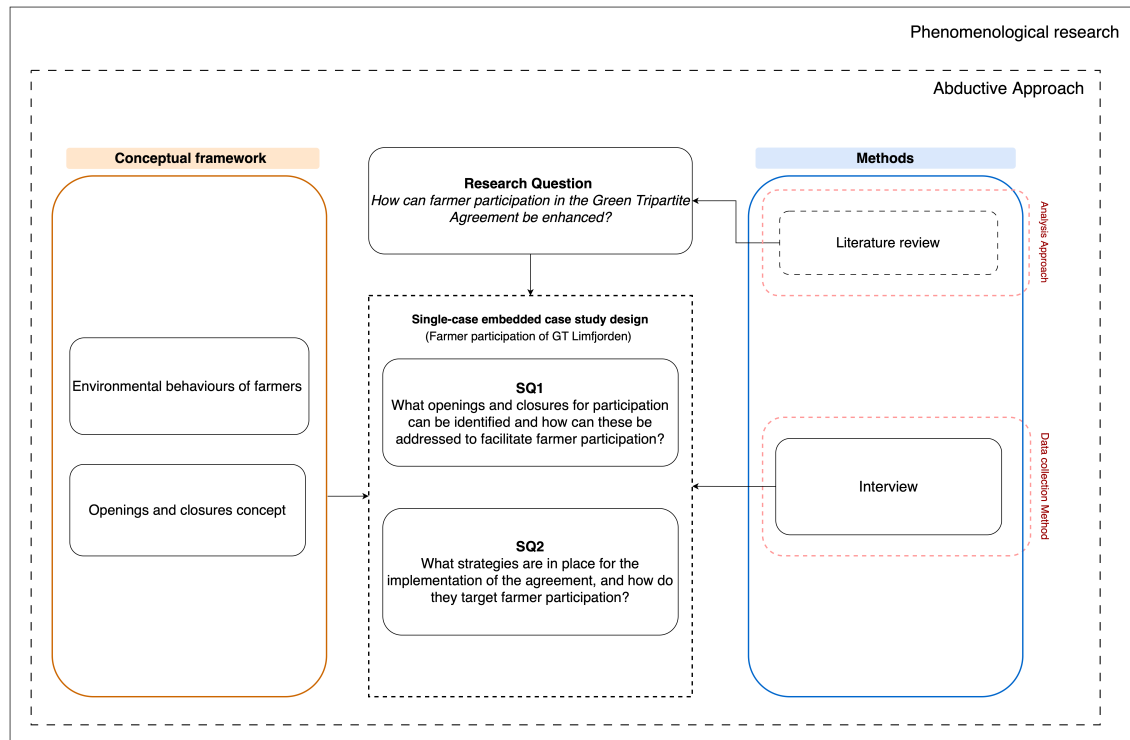 Phenomenological research
Abductive Approach
Conceptual framework
Environmental behaviours of farmers
Openings and closures concept
Research Question
How can farmer participation in the Green Tripartite
Agreement be enhanced?
Single-case embedded case study design
(Farmer participation of GT Limfjorden)
SQ1
What openings and closures for participation
can be identified and how can these be
addressed to facilitate farmer participation?
SQ2
What strategies are in place for the
implementation of the agreement, and how do
they target farmer participation?
Methods
Literature review
Analysis Approach
Interview
Data collection Method